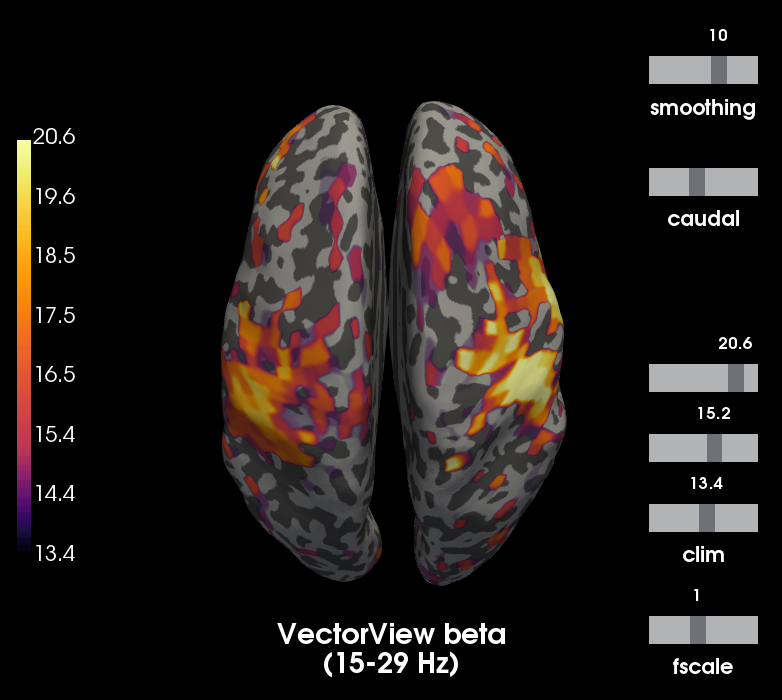 10
smoothing
20.6
19.6
18.5
17.5
16.5
15.4
14.4
13.4
caudal
20.6
15.2
13.4
clim
1
fscale
VectorView beta
(15-29 Hz)